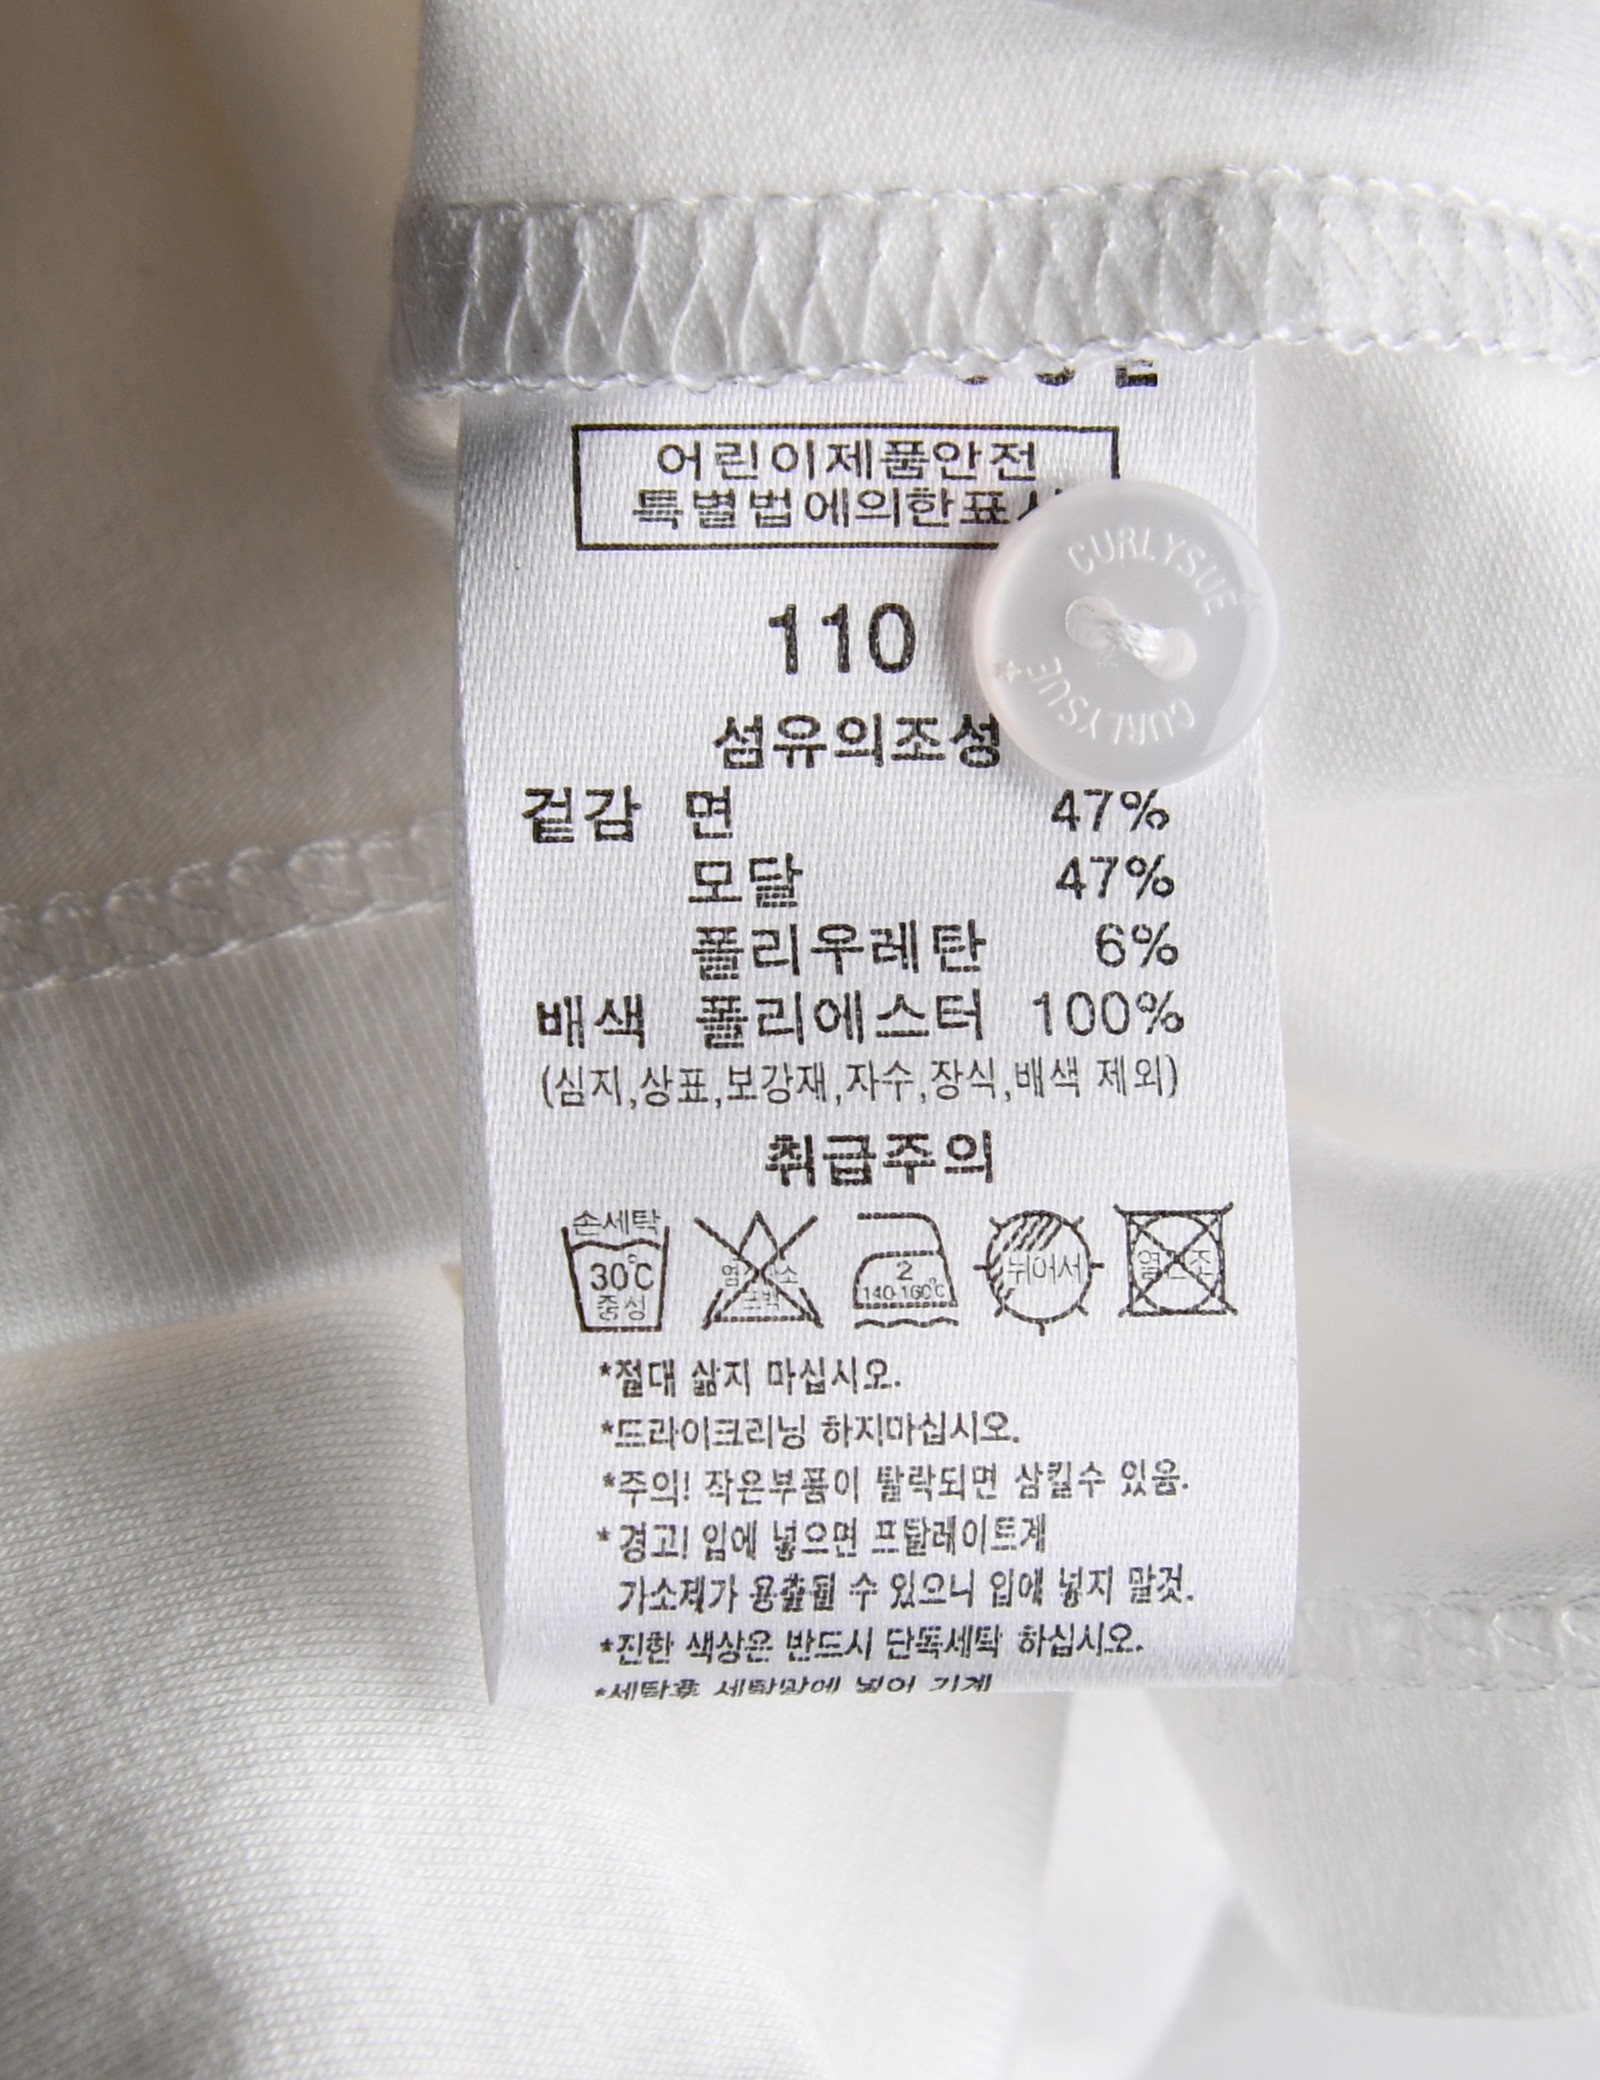 어린이제품안전
특별법에의한표
110
CURLYSUE
CURLYSUE
섬유의조성
겉감 면 47%
모달 47%
폴리우레탄 6%
배색 폴리에스터 100%
(심지,상표,보강재,자수,장식,배색 제외)
취급주의
손세탁
30℃
중성
2
140-160℃
뉘어서
*절대 삶지 마십시오.
*드라이크리닝 하지마십시오.
*주의! 작은부품이 탈락되면 삼킬수 있음.
*경고! 입에 넣으면 프탈레이트계
가소제가 용출될 수 있으니 입에 넣지 말것.
*진한 색상은 반드시 단독세탁 하십시오.